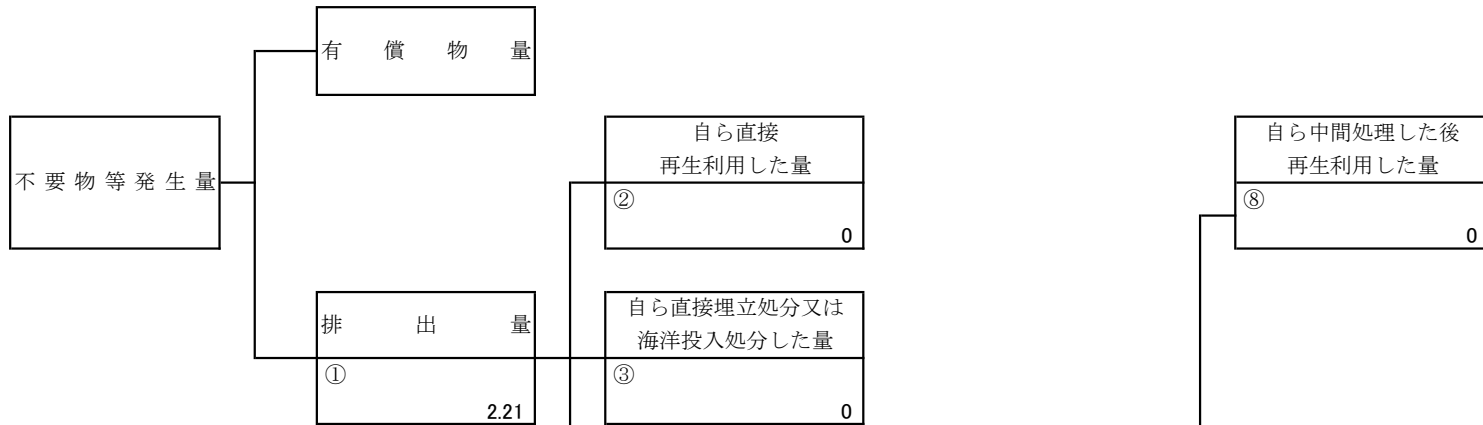 有償物量
不要物等発生量
自ら直接
再生利用した量
②
0
自ら中間処理した後
再生利用した量
⑧
0
排出量
①
2.21
自ら直接埋立処分又は
海洋投入処分した量
③
0